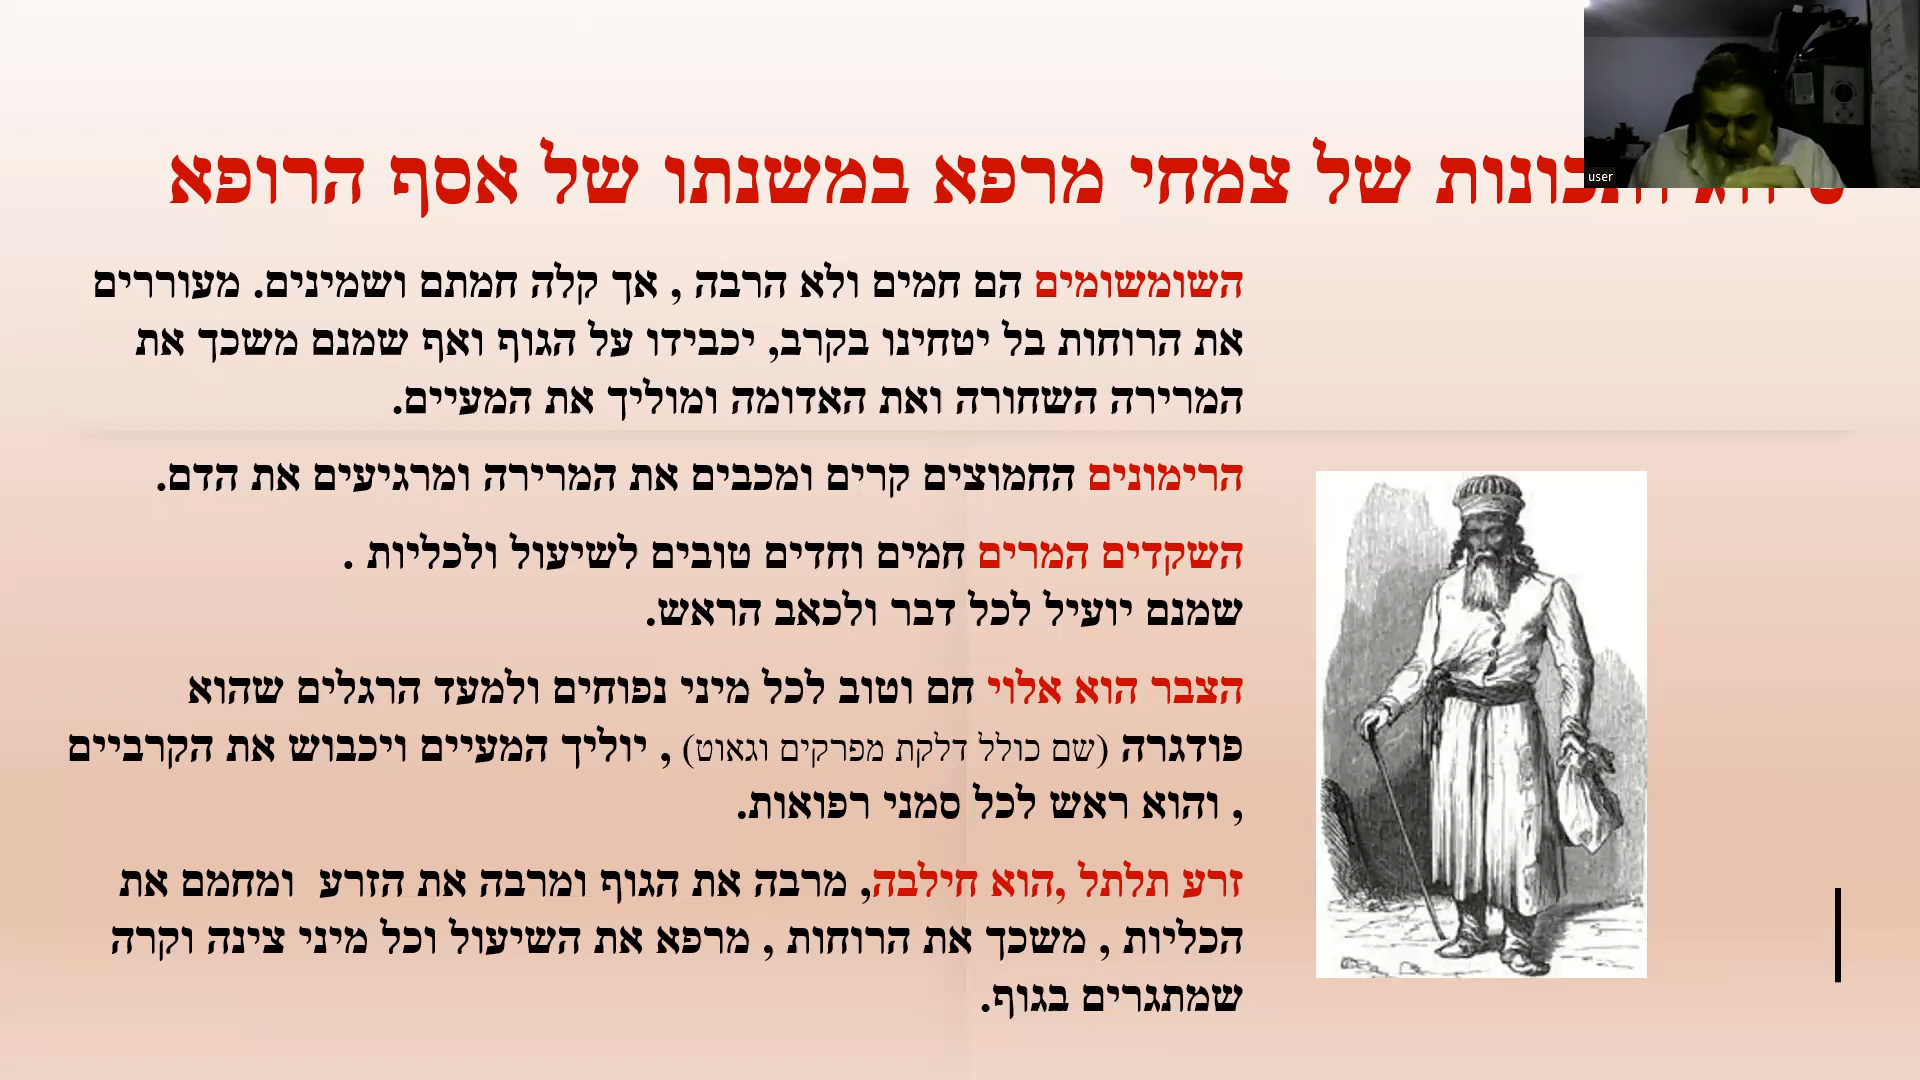 של צמחי מרפא במשנתו של אסף הרופא
השומשומים הם חמים ולא הרבה , אך קלה חמתם ושמינים. מעוררים
את הרוחות בל יטחינו בקרב, יכבידו על הגוף ואף שמנם משכך את
המרירה השחורה ואת האדומה ומוליך את המעיים.
הרימונים החמוצים קרים ומכבים את המרירה ומרגיעים את הדם.
השקדים המרים חמים וחדים טובים לשיעול ולכליות .
שמנם יועיל לכל דבר ולכאב הראש.
הצבר הוא אלוי חם וטוב לכל מיני נפוחים ולמעד הרגלים שהוא
פודגרה (שם כולל דלקת מפרקים וגאוט) , יוליך המעיים ויכבוש את הקרביים
, והוא ראש לכל סמני רפואות.
זרע תלתל ,הוא חילבה, מרבה את הגוף ומרבה את הזרע ומחמם את
הכליות , משכך את הרוחות , מרפא את השיעול וכל מיני צינה וקרה
שמתגרים בגוף.
user